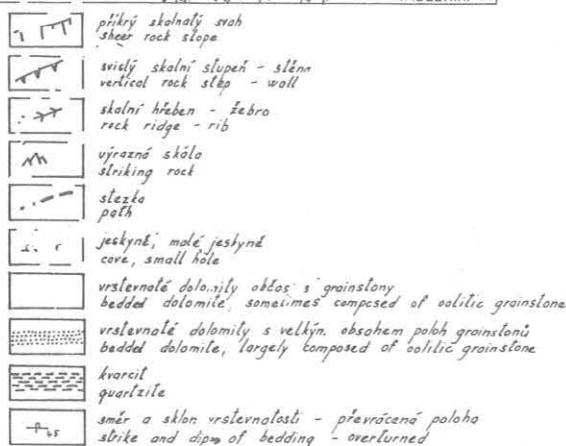 příkrý skalnatý svah
sheer rock slope
svislý skalní stupeň - stěna
vertical rock step - wall
skalní hřeben - žebro
rock ridge - rib
výrazná skála
striking rock
stezka
path
jeskyně, malé jeskyně
cave, small hole
vrstevnaté dolomity občas s grainstony
bedded dolomite, sometimes composed of oolitic grainstone
vrstevnaté dolomity s velkým obsahem poloh grainstonů
bedded dolomite, largely composed of oolitic grainstone
kvarcit
quartzite
směr a sklon vrstevnatosti - převrácená poloha
strike and dip of bedding - overturned
65